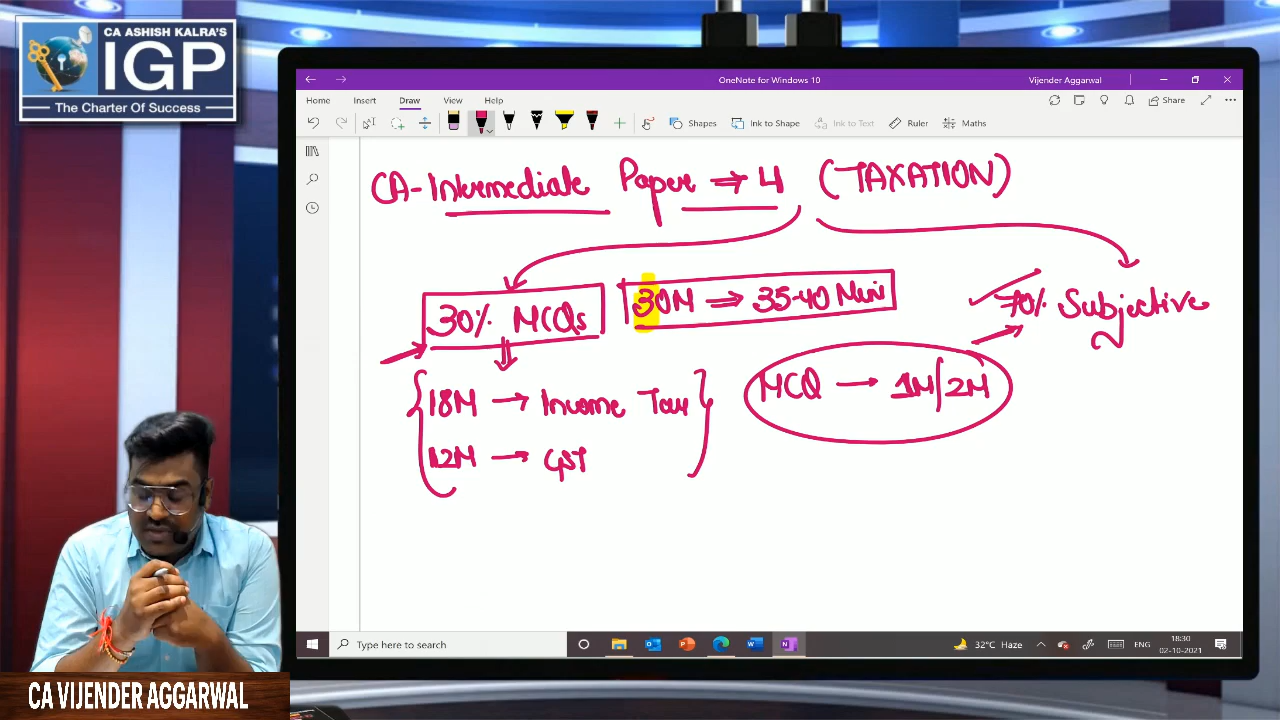 CA ASHISH KALRA'S
IGP
The Charter Of Success
OneNote for Windows 10
Vijender Aggarwal
Home Insert Draw View Help
Share
Shapes Ink to Shape Ink to Text Ruler Maths
CA-Intermediate Paper ⇒ 4 (TAXATION)
30% MCQs
30M ⇒ 35-40 Min
70% Subjective
18M → Income Tax
12M → GST
MCQ → 1M/2M
Type here to search
32°C Haze
ENG
18:30
02-10-2021
CA VIJENDER AGGARWAL